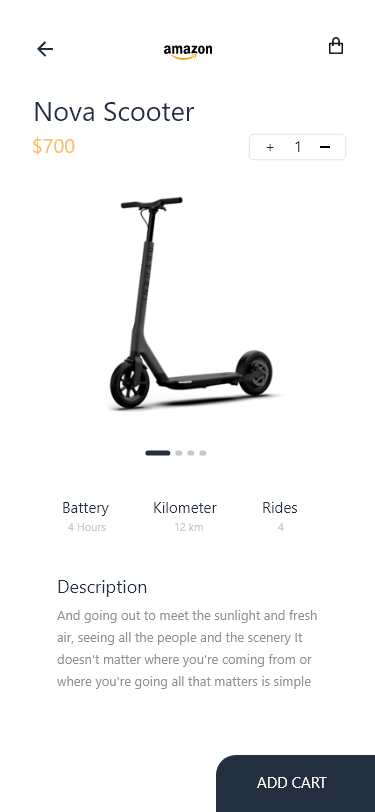 amazon
Nova Scooter
$700
+ 1 −
Battery Kilometer Rides
4 Hours 12 km 4
Description
And going out to meet the sunlight and fresh
air, seeing all the people and the scenery It
doesn't matter where you're coming from or
where you're going all that matters is simple
ADD CART